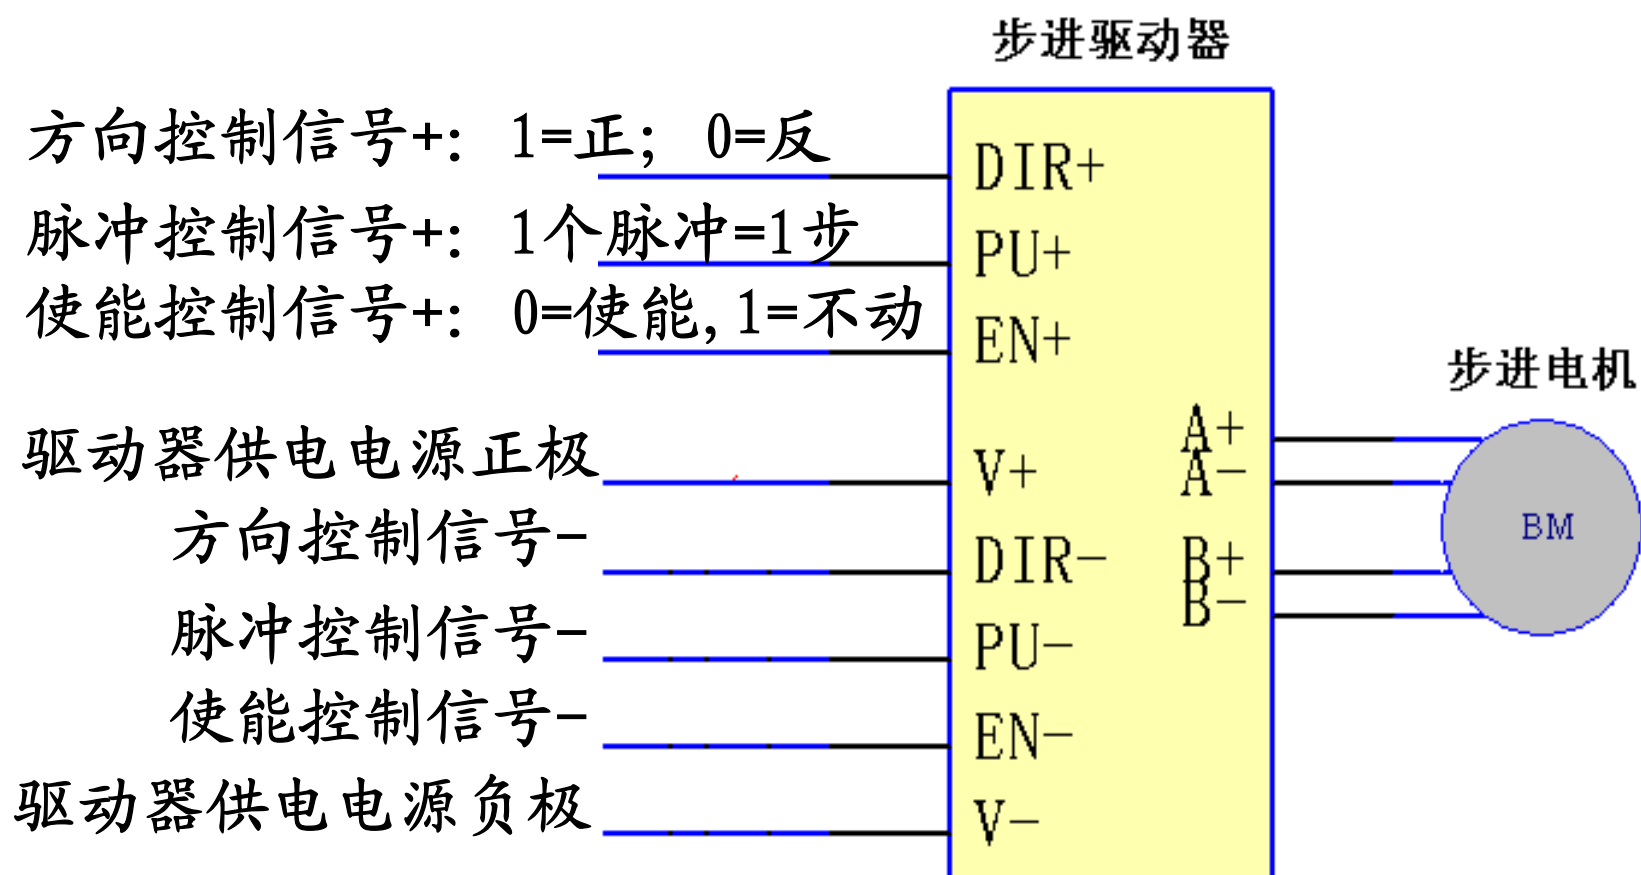 步进驱动器
方向控制信号+: 1=正; 0=反
DIR+
脉冲控制信号+: 1个脉冲=1步
PU+
使能控制信号+: 0=使能,1=不动
EN+
步进电机
A+
驱动器供电电源正极
V+
A-
BM
方向控制信号-
DIR-
B+
B-
脉冲控制信号-
PU-
使能控制信号-
EN-
驱动器供电电源负极
V-